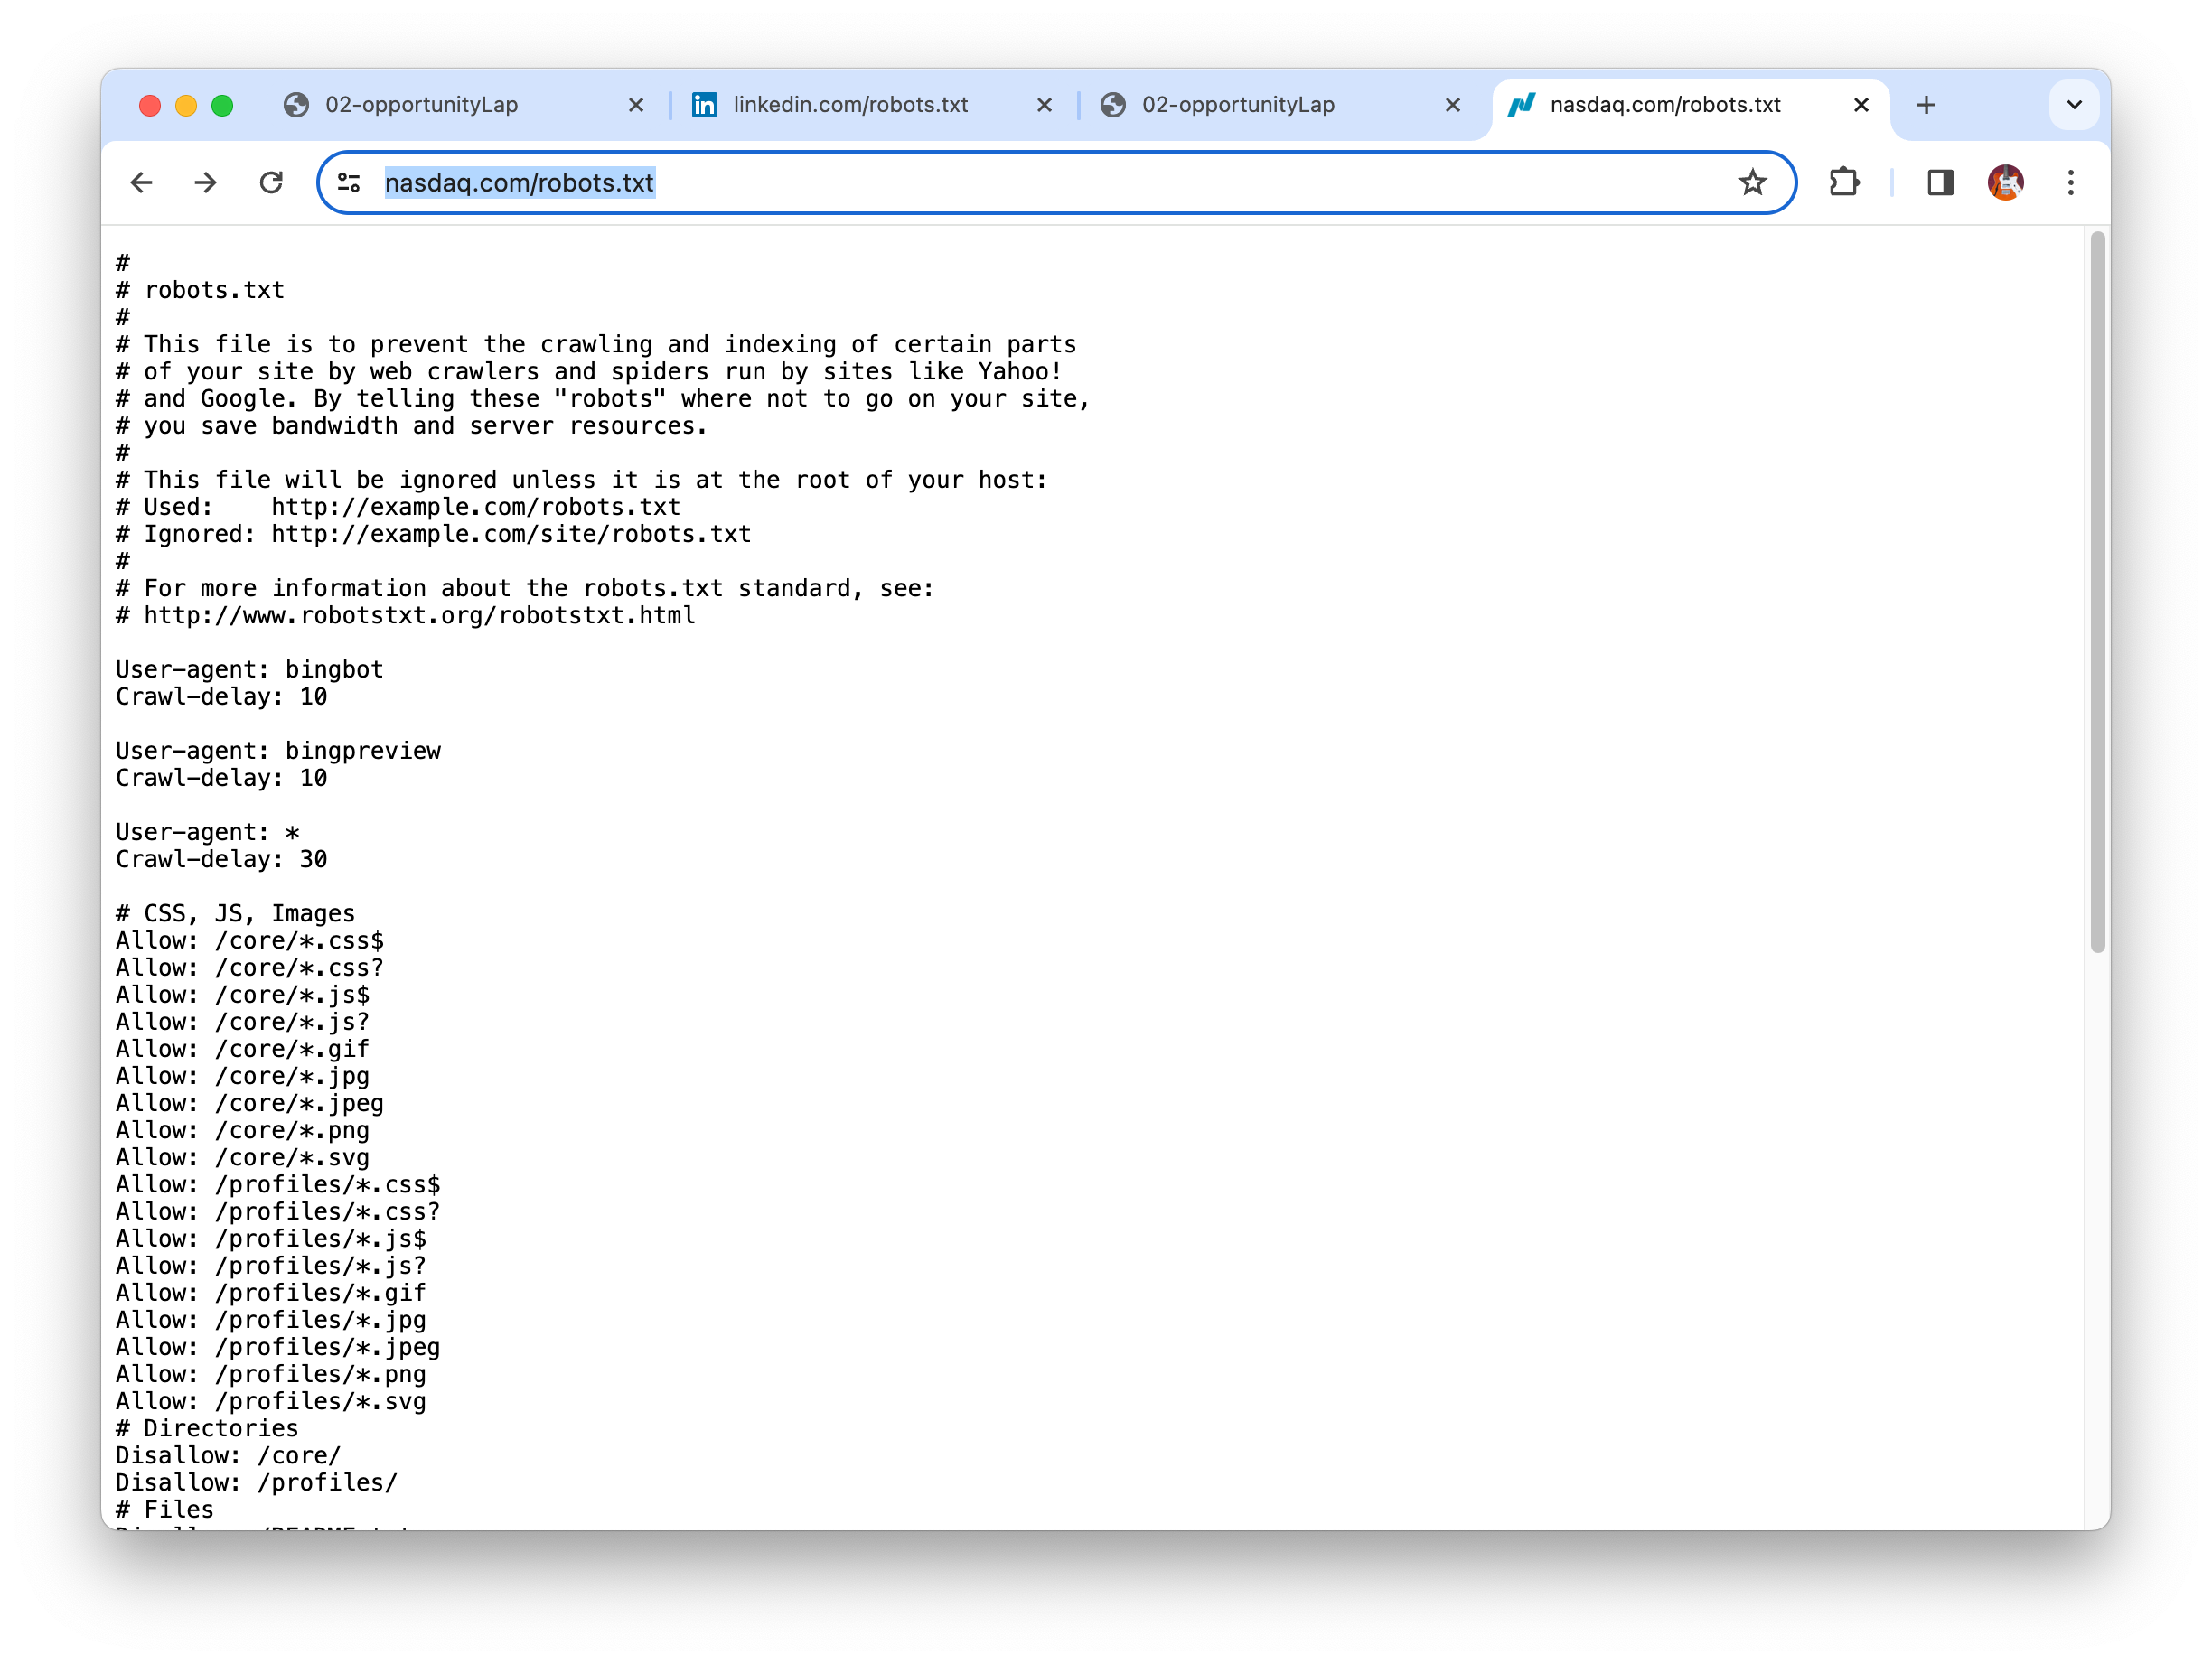 02-opportunityLap
linkedin.com/robots.txt
02-opportunityLap
nasdaq.com/robots.txt
nasdaq.com/robots.txt
#
# robots.txt
#
# This file is to prevent the crawling and indexing of certain parts
# of your site by web crawlers and spiders run by sites like Yahoo!
# and Google. By telling these "robots" where not to go on your site,
# you save bandwidth and server resources.
#
# This file will be ignored unless it is at the root of your host:
# Used:    http://example.com/robots.txt
# Ignored: http://example.com/site/robots.txt
#
# For more information about the robots.txt standard, see:
# http://www.robotstxt.org/robotstxt.html
User-agent: bingbot
Crawl-delay: 10
User-agent: bingpreview
Crawl-delay: 10
User-agent: *
Crawl-delay: 30
# CSS, JS, Images
Allow: /core/*.css$
Allow: /core/*.css?
Allow: /core/*.js$
Allow: /core/*.js?
Allow: /core/*.gif
Allow: /core/*.jpg
Allow: /core/*.jpeg
Allow: /core/*.png
Allow: /core/*.svg
Allow: /profiles/*.css$
Allow: /profiles/*.css?
Allow: /profiles/*.js$
Allow: /profiles/*.js?
Allow: /profiles/*.gif
Allow: /profiles/*.jpg
Allow: /profiles/*.jpeg
Allow: /profiles/*.png
Allow: /profiles/*.svg
# Directories
Disallow: /core/
Disallow: /profiles/
# Files